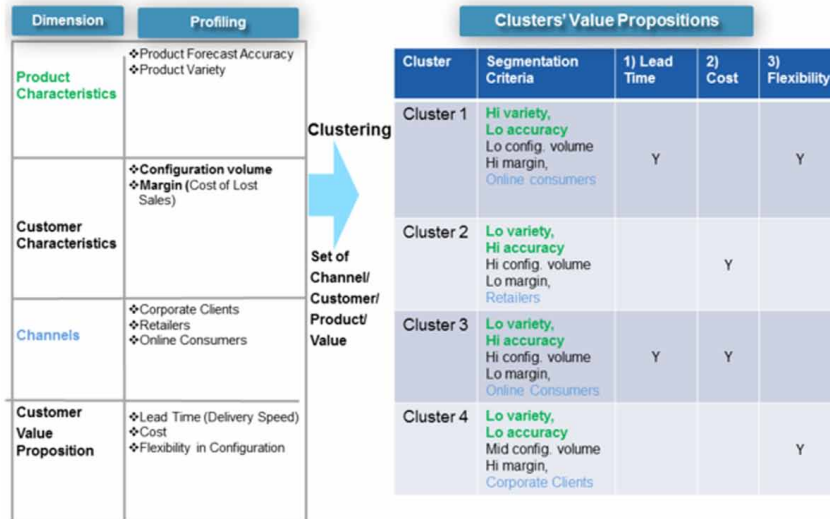 Dimension
Profiling
Product
Characteristics
❖Product Forecast Accuracy
❖Product Variety
Customer
Characteristics
❖Configuration volume
❖Margin (Cost of Lost
Sales)
Channels
❖Corporate Clients
❖Retailers
❖Online Consumers
Customer
Value
Proposition
❖Lead Time (Delivery Speed)
❖Cost
❖Flexibility in Configuration
Clustering
Set of
Channel/
Customer/
Product/
Value
Clusters' Value Propositions
Cluster
Segmentation
Criteria
1) Lead
Time
2)
Cost
3)
Flexibility
Cluster 1
Hi variety,
Lo accuracy
Lo config. volume
Hi margin,
Online consumers
Y
Y
Cluster 2
Lo variety,
Hi accuracy
Hi config. volume
Lo margin,
Retailers
Y
Cluster 3
Lo variety,
Hi accuracy
Hi config. volume
Lo margin,
Online Consumers
Y
Y
Cluster 4
Lo variety,
Lo accuracy
Mid config. volume
Hi margin,
Corporate Clients
Y